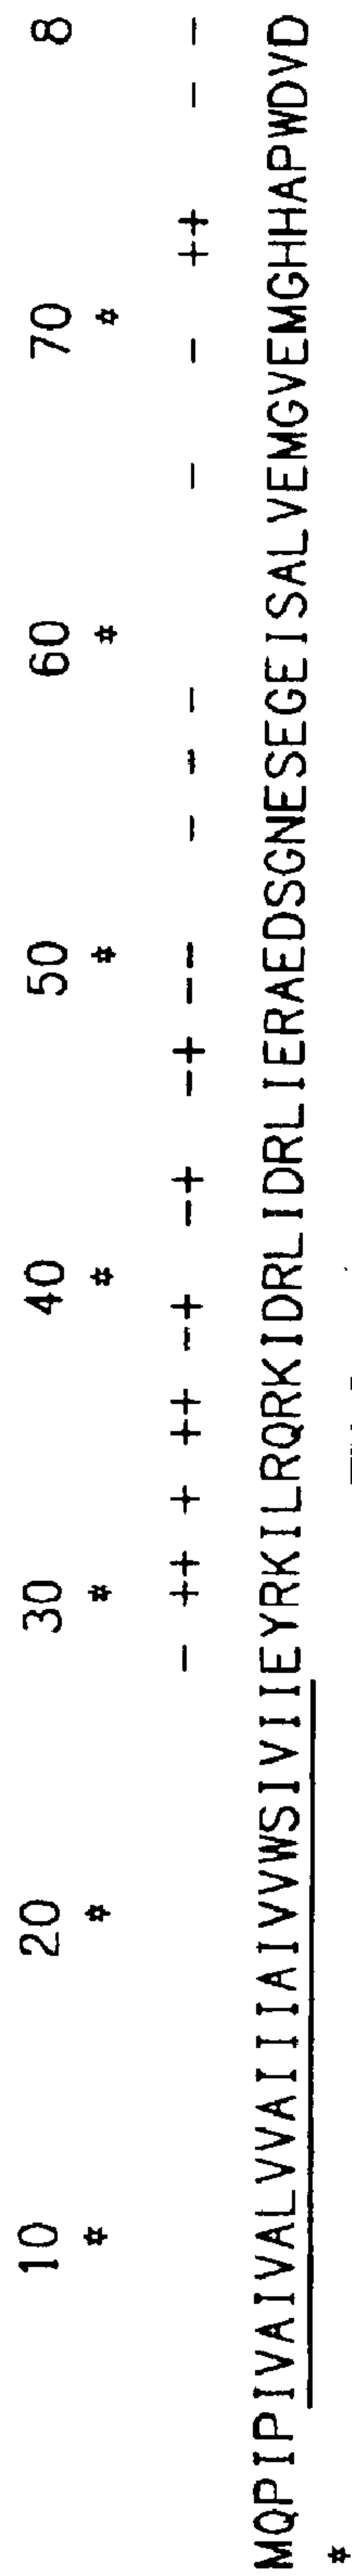 10 20 30 40 50 60 70 8
* * * * * * *
- ++ + ++ -+ -+ -+ -- - - - - - ++ - -
MQPIPIVAIVALVVAIIIAIVVWSIVIIEYRKILRQRKIDRLIDRLIERAEDSGNESEGEISALVEMGVEMGHHAPWDVD
*